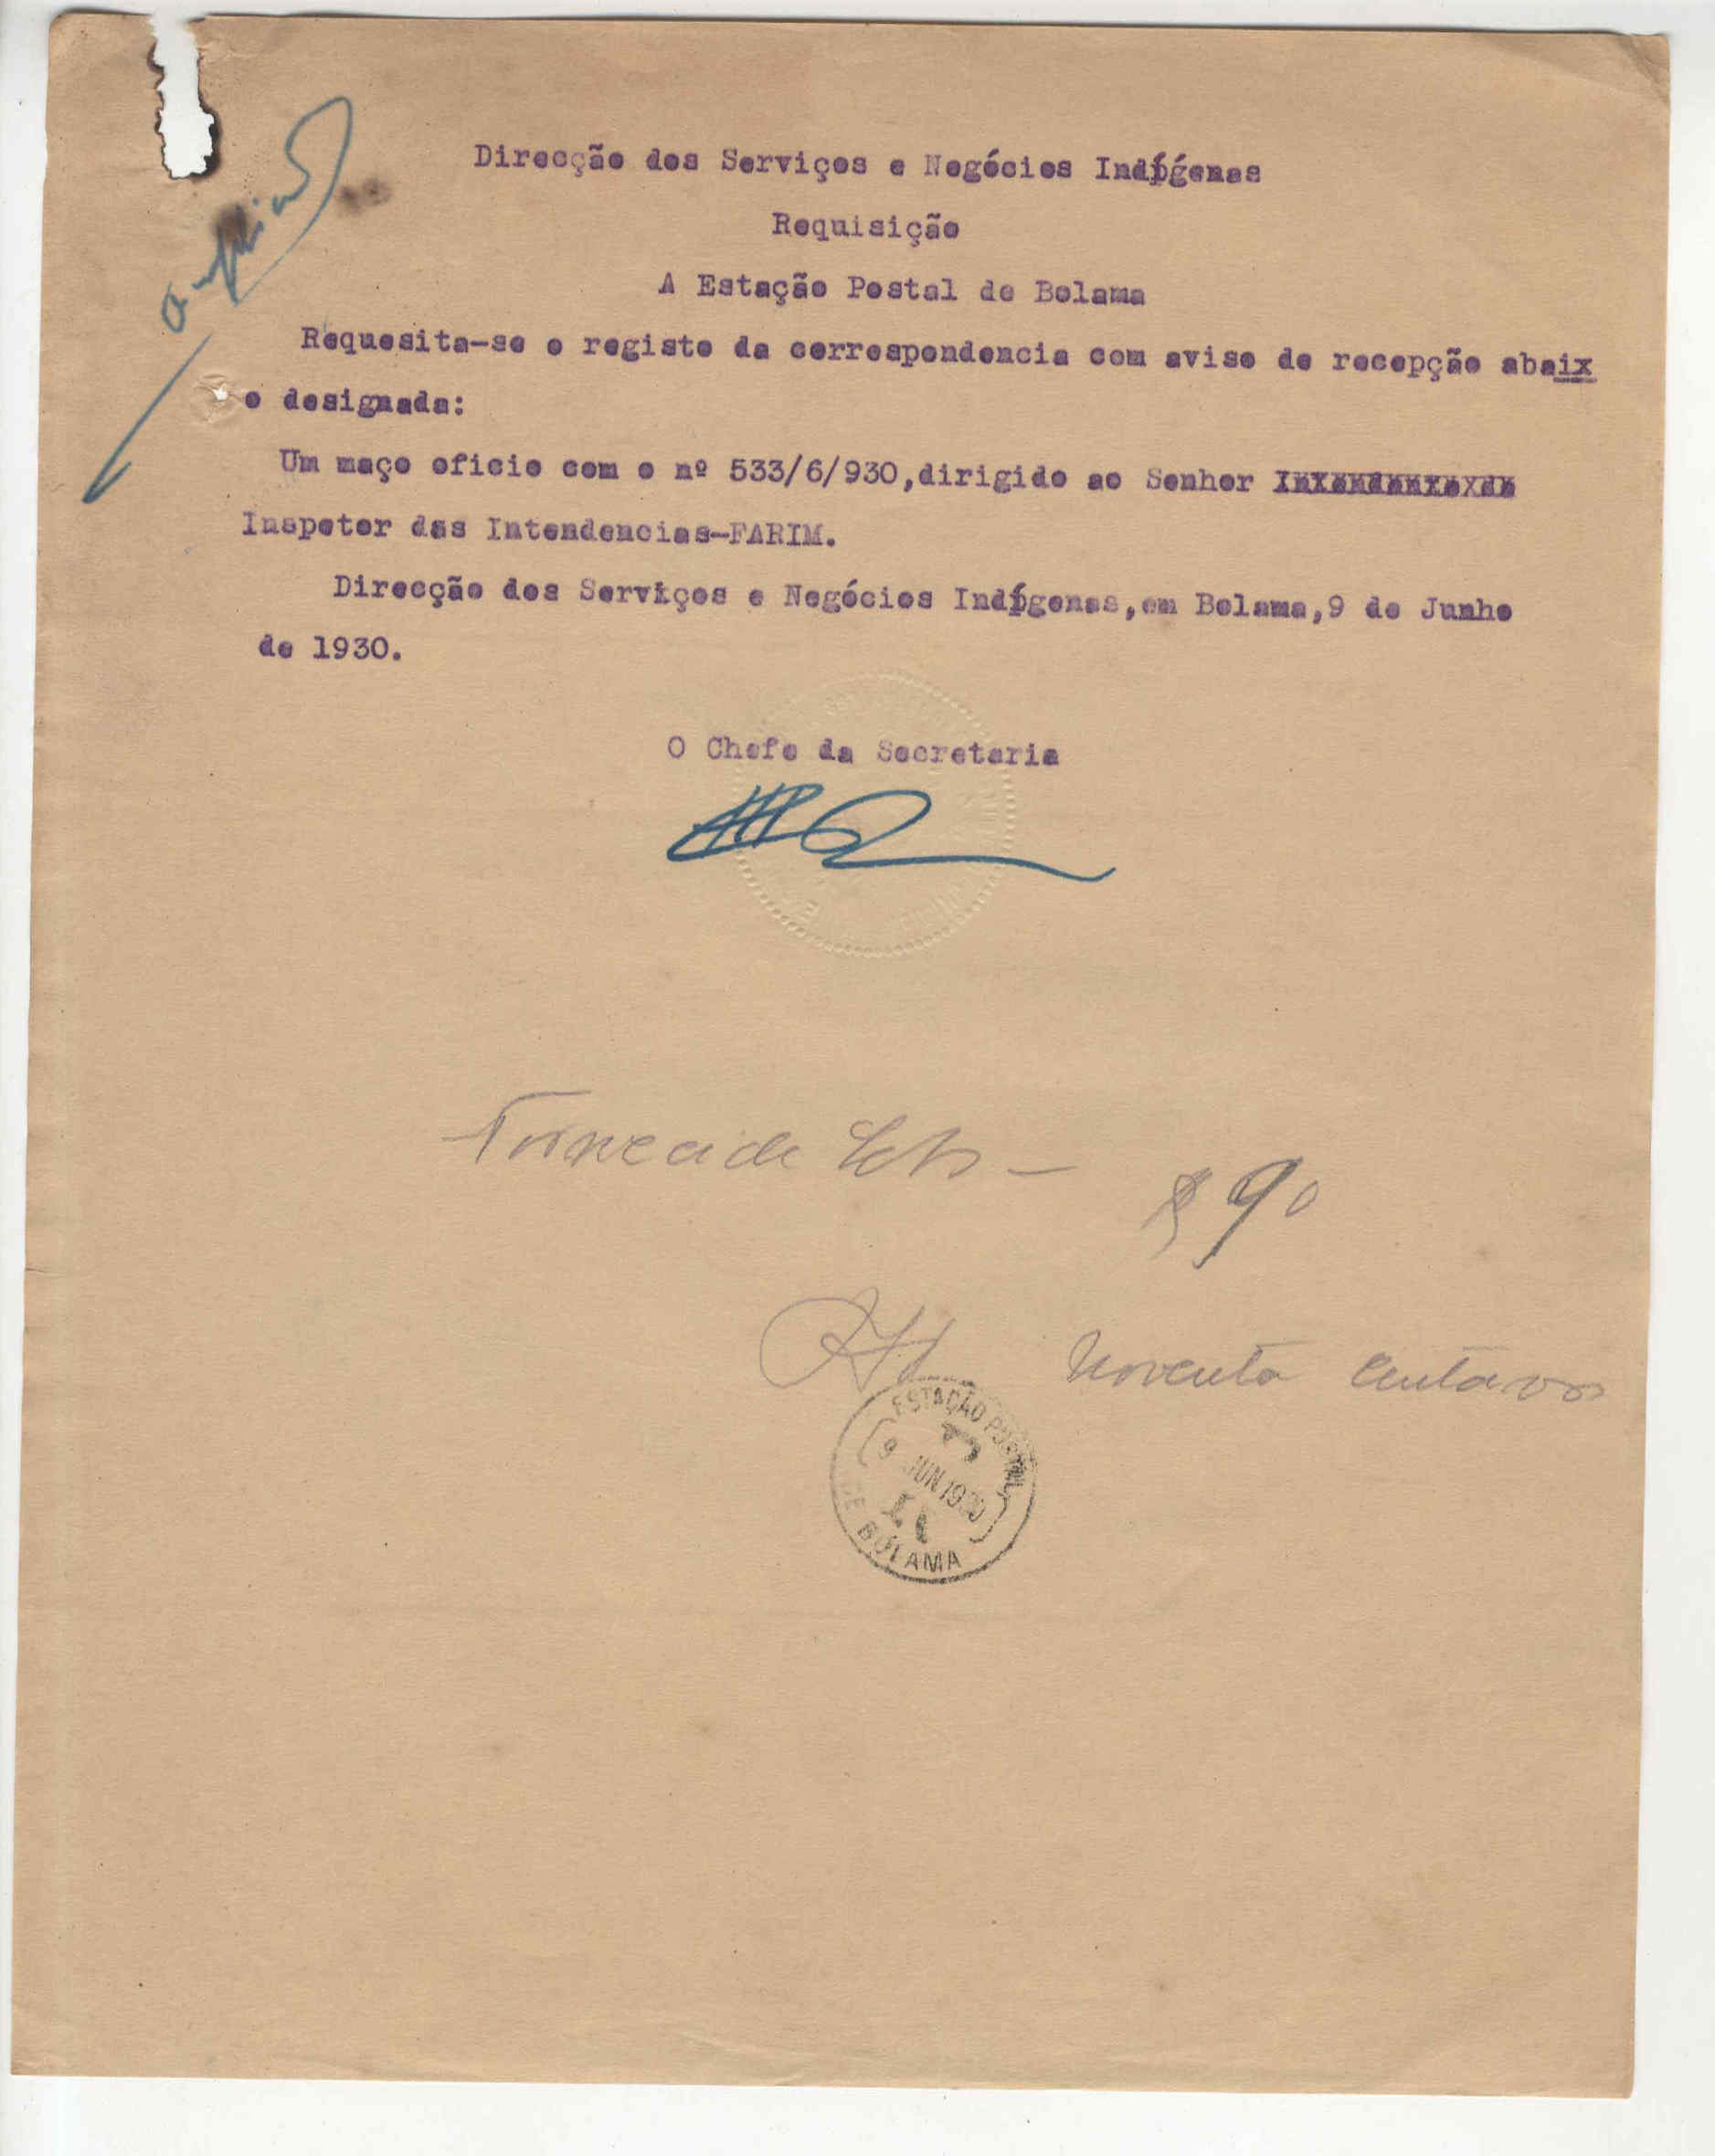 Direcção dos Serviços e Negócios Indígenas
Requisição
A Estação Postal de Bolama
Requesita-se o registo da correspondencia com aviso de recepção abaix
o designada:
Um maço oficio com o nº 533/6/930,dirigido ao Senhor
Inspetor das Intendencias-FARIM.
Direcção dos Serviços e Negócios Indígenas,em Bolama,9 de Junho
de 1930.
O Chefe da Secretaria
$90
Noventa Centavos
ESTAÇÃO POSTAL
9 JUN 1930
DE BOLAMA